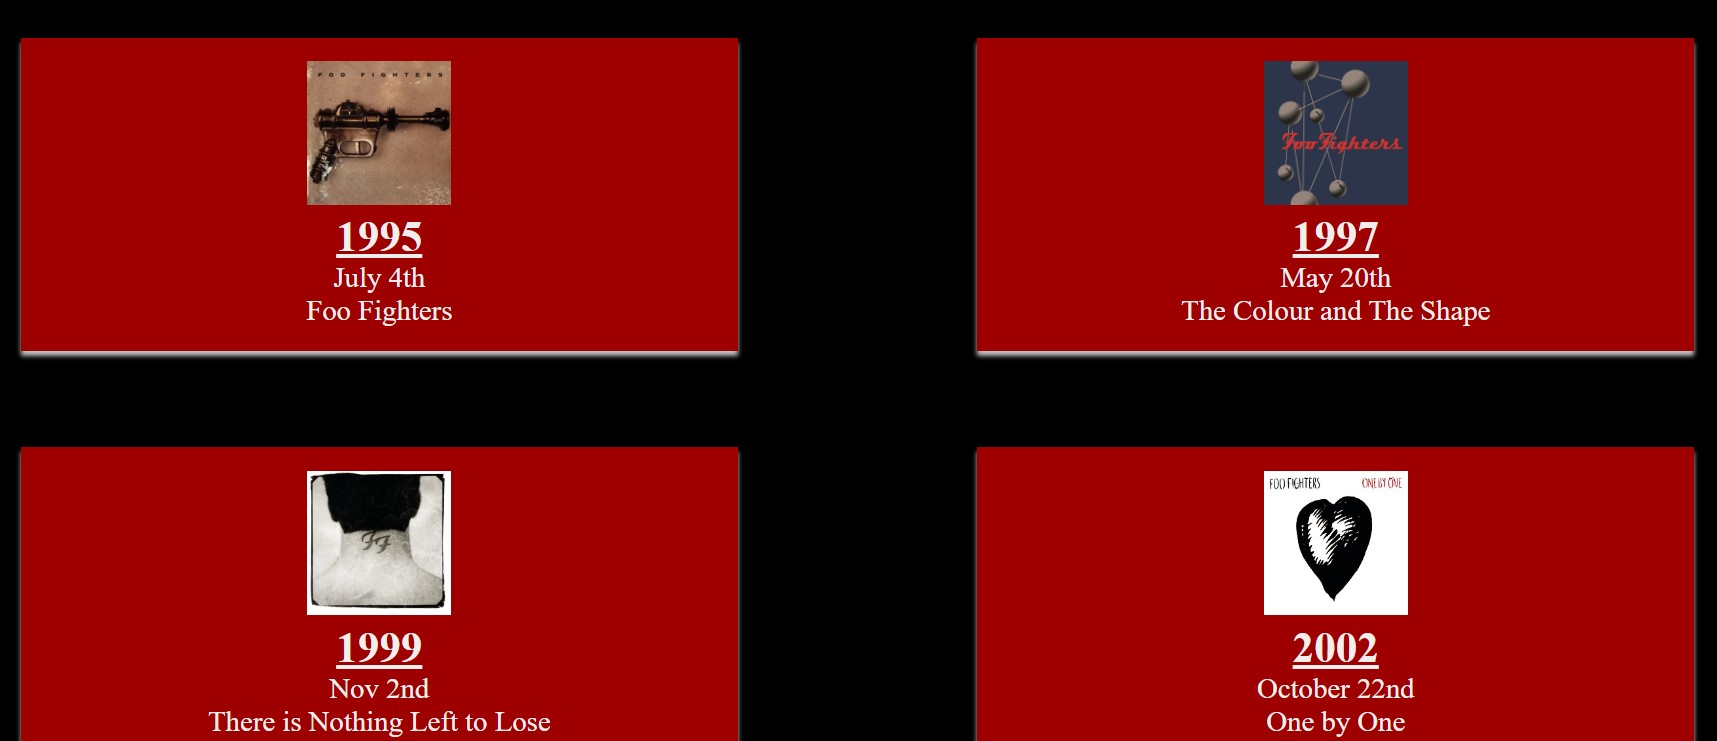 FOO FIGHTERS
1995
July 4th
Foo Fighters
Foo Fighters
1997
May 20th
The Colour and The Shape
FF
1999
Nov 2nd
There is Nothing Left to Lose
FOO FIGHTERS ONE BY ONE
2002
October 22nd
One by One